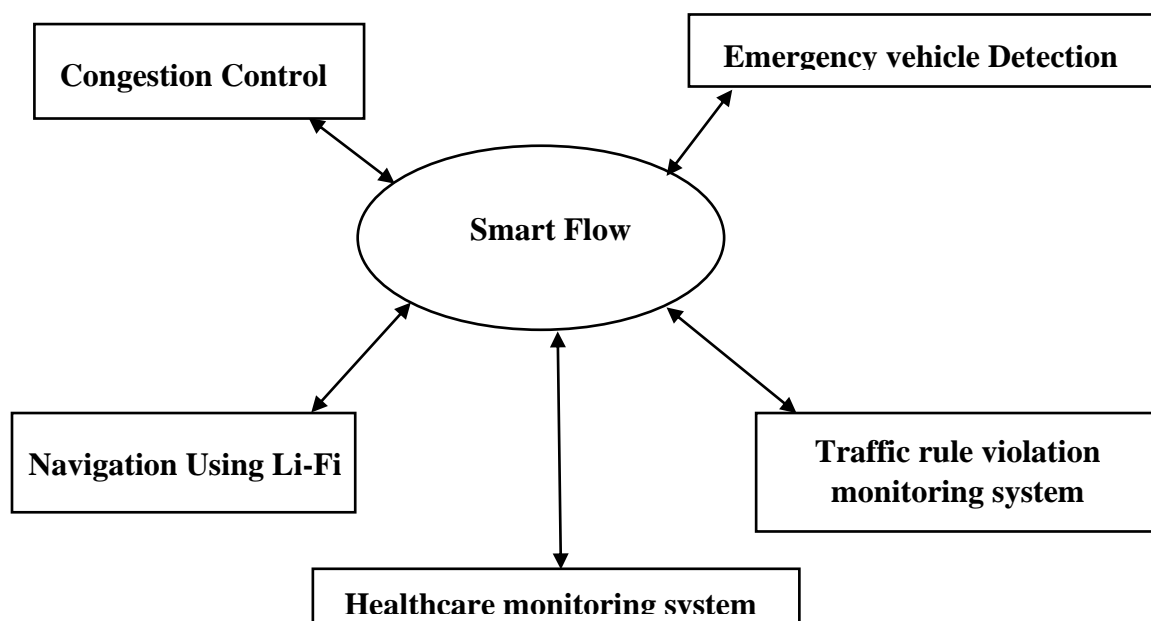 Congestion Control
Emergency vehicle Detection
Smart Flow
Navigation Using Li-Fi
Traffic rule violation
monitoring system
Healthcare monitoring system